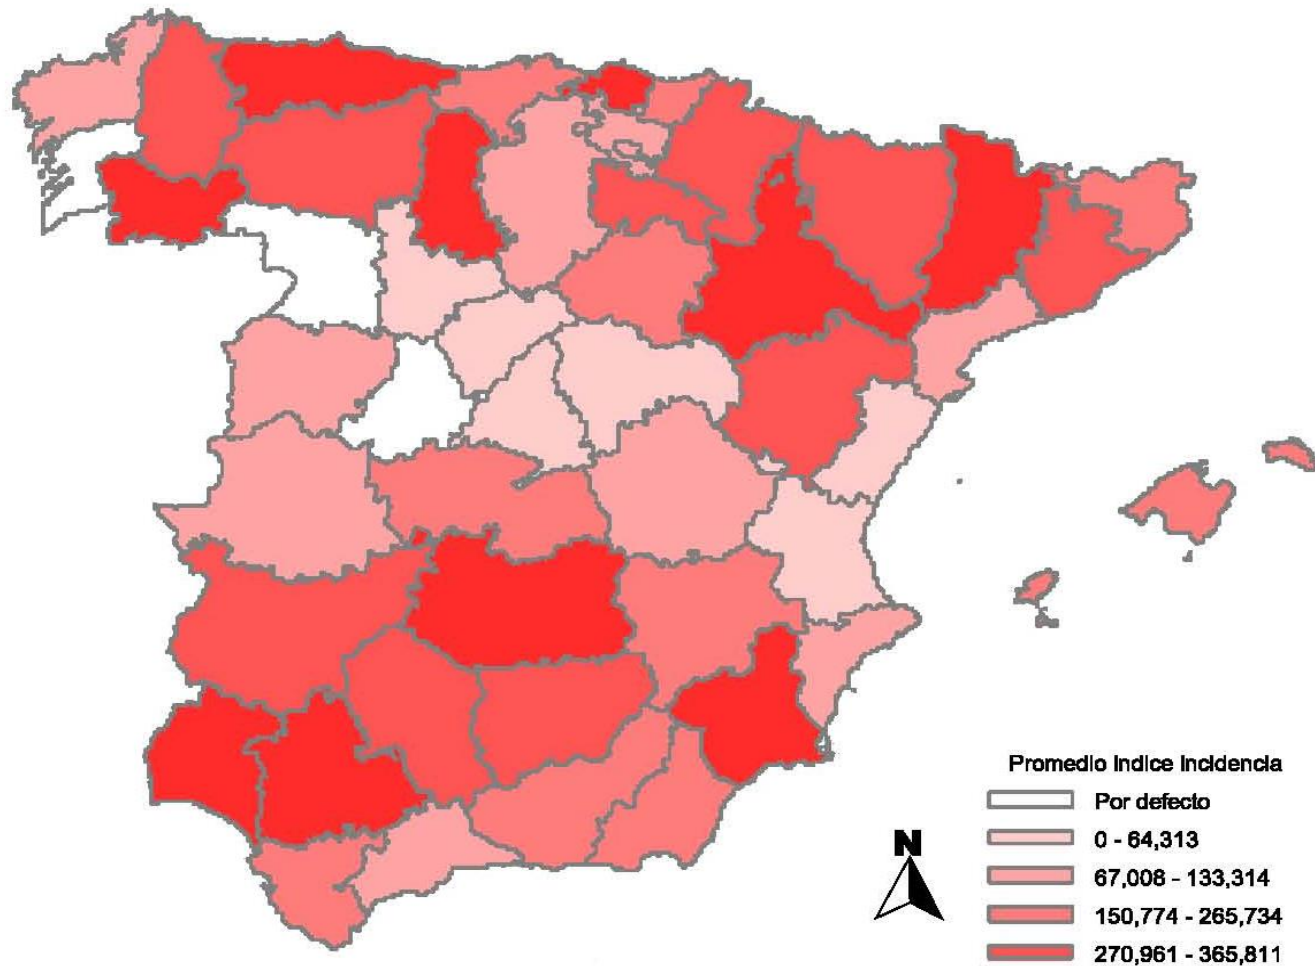 Promedio Indice Incidencia
Por defecto
0 - 64,313
67,008 - 133,314
150,774 - 265,734
270,961 - 365,811
N